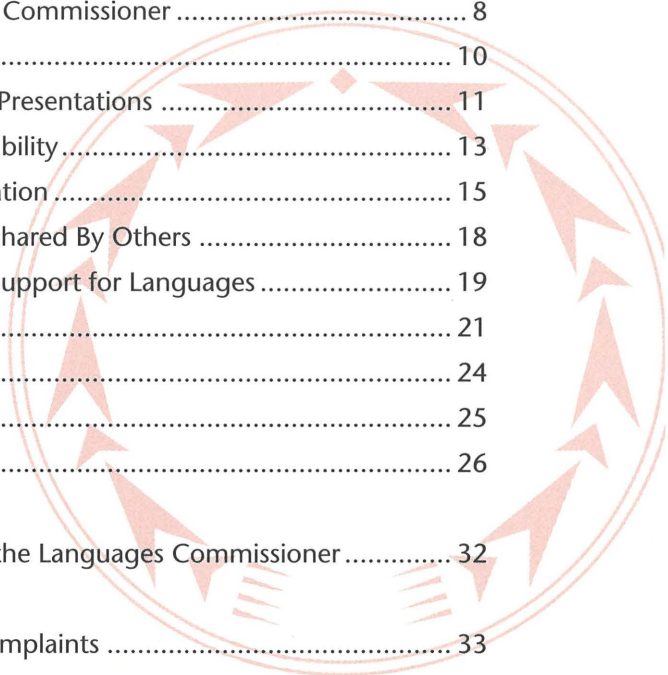 Commissioner .......................................  8
............................................................ 10
Presentations ....................................... 11
bility.................................................... 13
ation ..................................................... 15
hared By Others .................................. 18
upport for Languages.......................... 19
............................................................ 21
............................................................ 24
............................................................ 25
............................................................ 26
the Languages Commissioner.............. 32
mplaints .............................................. 33